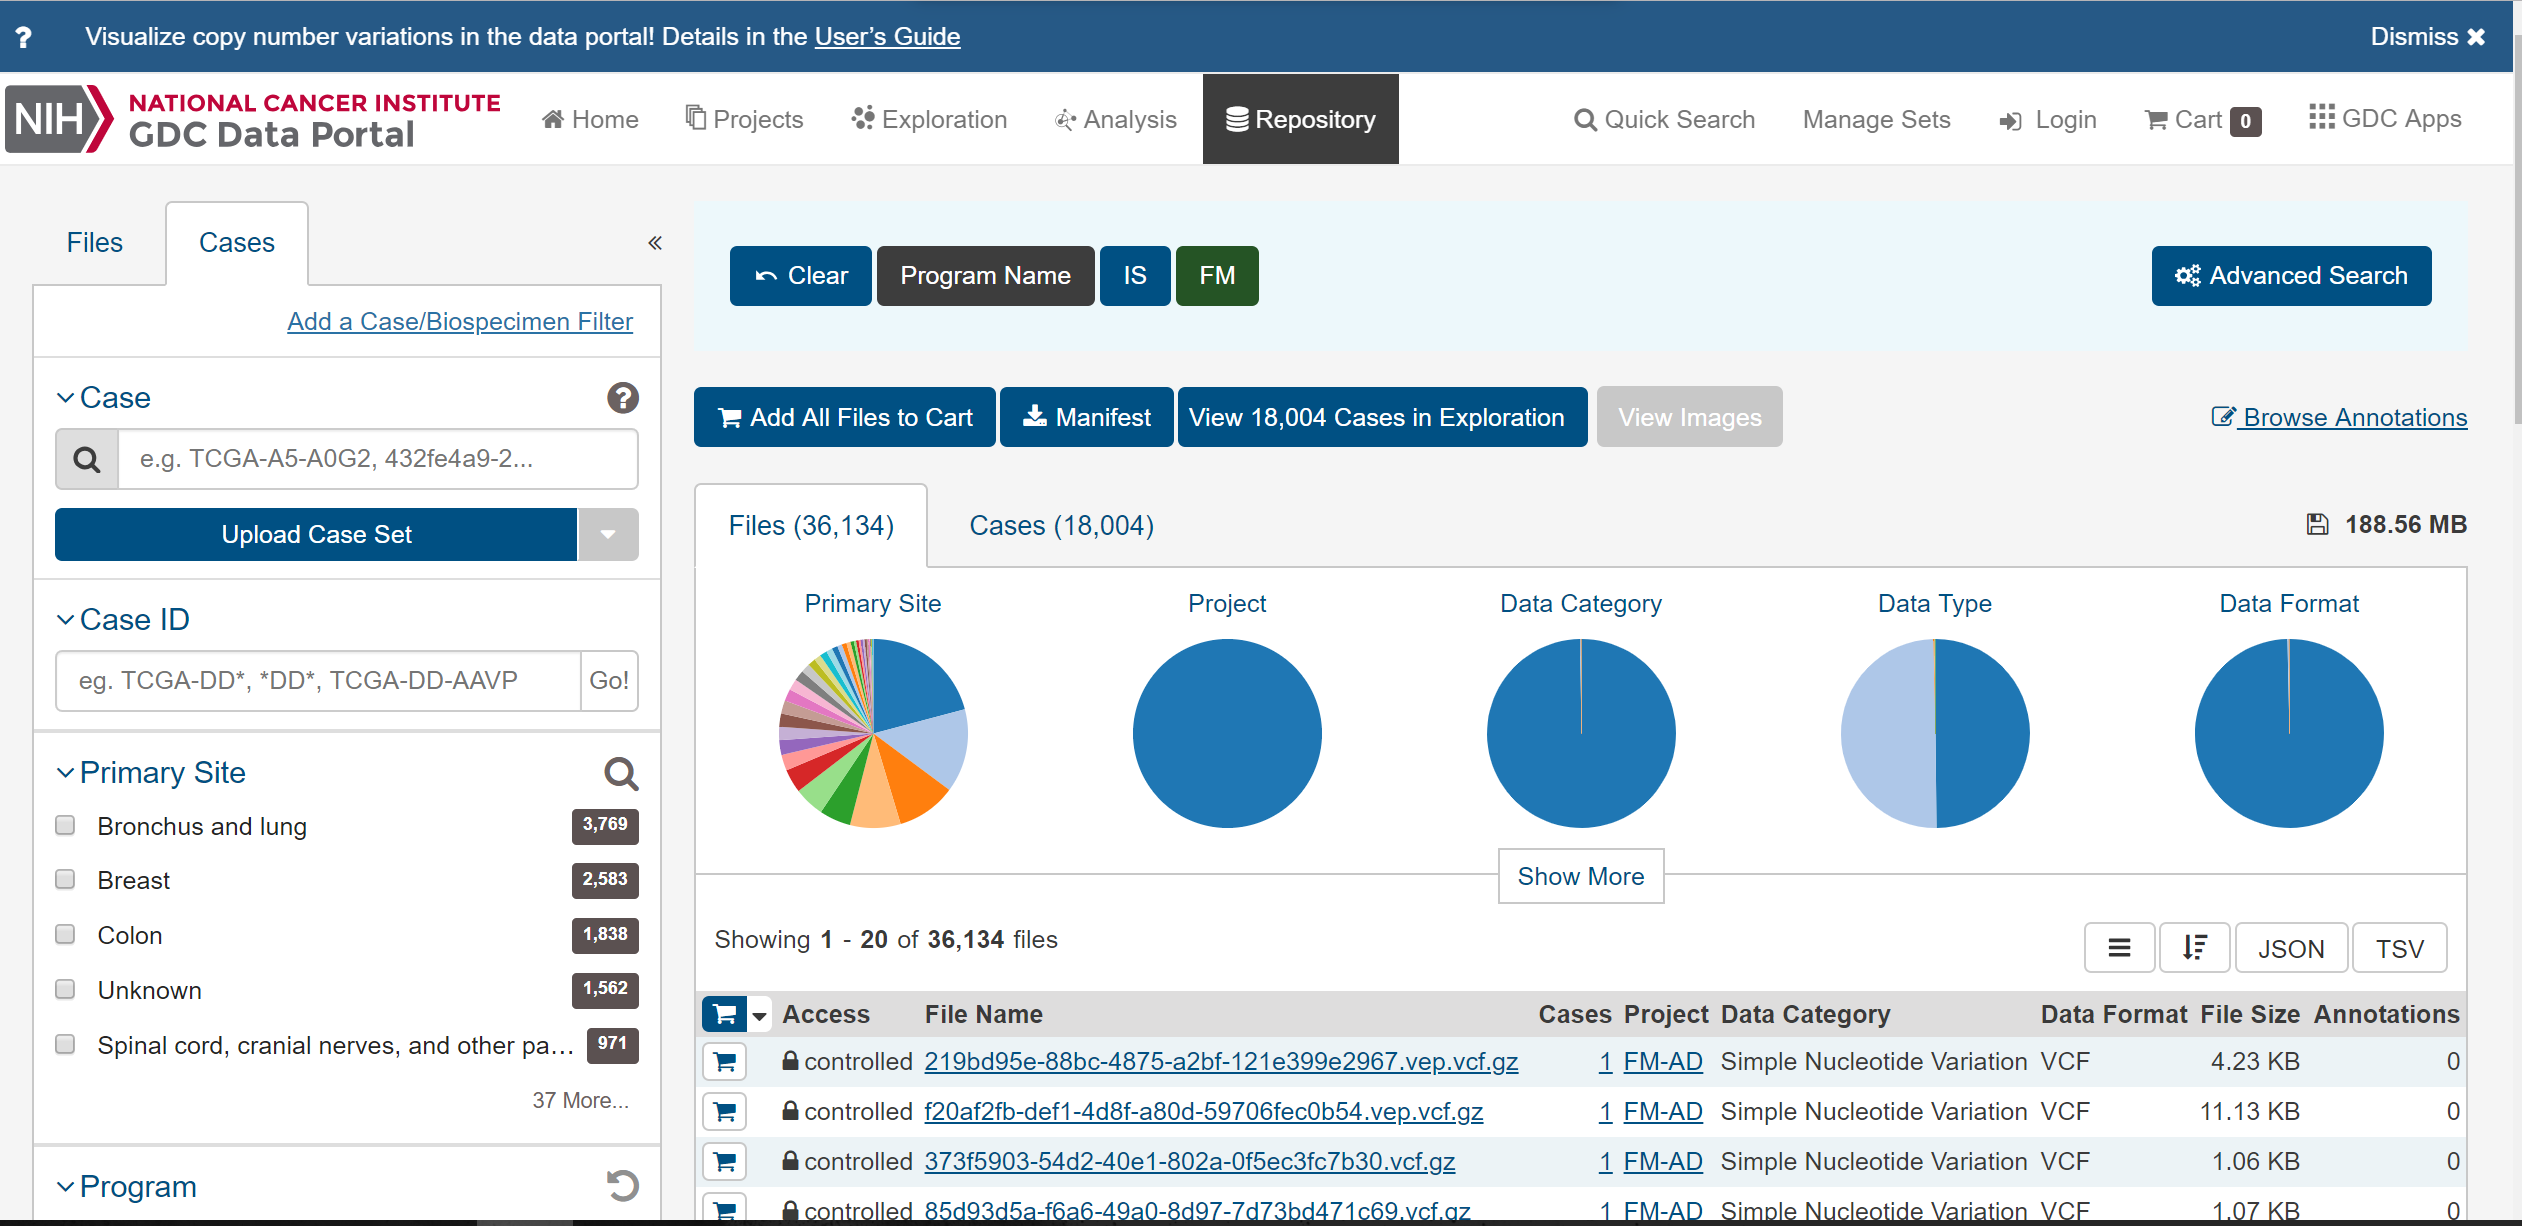 ? Visualize copy number variations in the data portal! Details in the User's Guide Dismiss ✖
NIH NATIONAL CANCER INSTITUTE
GDC Data Portal
Home Projects Exploration Analysis Repository Quick Search Manage Sets Login Cart 0 GDC Apps
Files Cases «
Add a Case/Biospecimen Filter
Case ?
e.g. TCGA-A5-A0G2, 432fe4a9-2...
Upload Case Set
Case ID
eg. TCGA-DD*, *DD*, TCGA-DD-AAVP Go!
Primary Site
Bronchus and lung 3,769
Breast 2,583
Colon 1,838
Unknown 1,562
Spinal cord, cranial nerves, and other pa... 971
37 More...
Program
Clear Program Name IS FM Advanced Search
Add All Files to Cart Manifest View 18,004 Cases in Exploration View Images Browse Annotations
Files (36,134) Cases (18,004) 188.56 MB
Primary Site Project Data Category Data Type Data Format
Show More
Showing 1 - 20 of 36,134 files JSON TSV
Access File Name Cases Project Data Category Data Format File Size Annotations
controlled 219bd95e-88bc-4875-a2bf-121e399e2967.vep.vcf.gz 1 FM-AD Simple Nucleotide Variation VCF 4.23 KB 0
controlled f20af2fb-def1-4d8f-a80d-59706fec0b54.vep.vcf.gz 1 FM-AD Simple Nucleotide Variation VCF 11.13 KB 0
controlled 373f5903-54d2-40e1-802a-0f5ec3fc7b30.vcf.gz 1 FM-AD Simple Nucleotide Variation VCF 1.06 KB 0
controlled 85d93d5a-f6a6-49a0-8d97-7d73bd471c69.vcf.gz 1 FM-AD Simple Nucleotide Variation VCF 1.07 KB 0